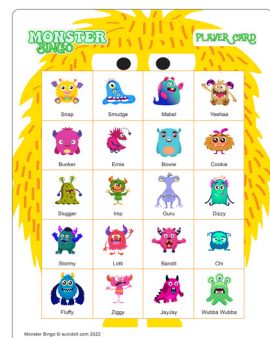 MONSTER
BINGO
PLAYER CARD
Snap Smudge Mabel Yeehaa
Bunker Ernie Bowie Cookie
Slugger Imp Guru Dizzy
Stormy Lotti Bandit Chi
Fluffy Ziggy JayJay Wubba Wubba
Monster Bingo © sunidoll.com 2022